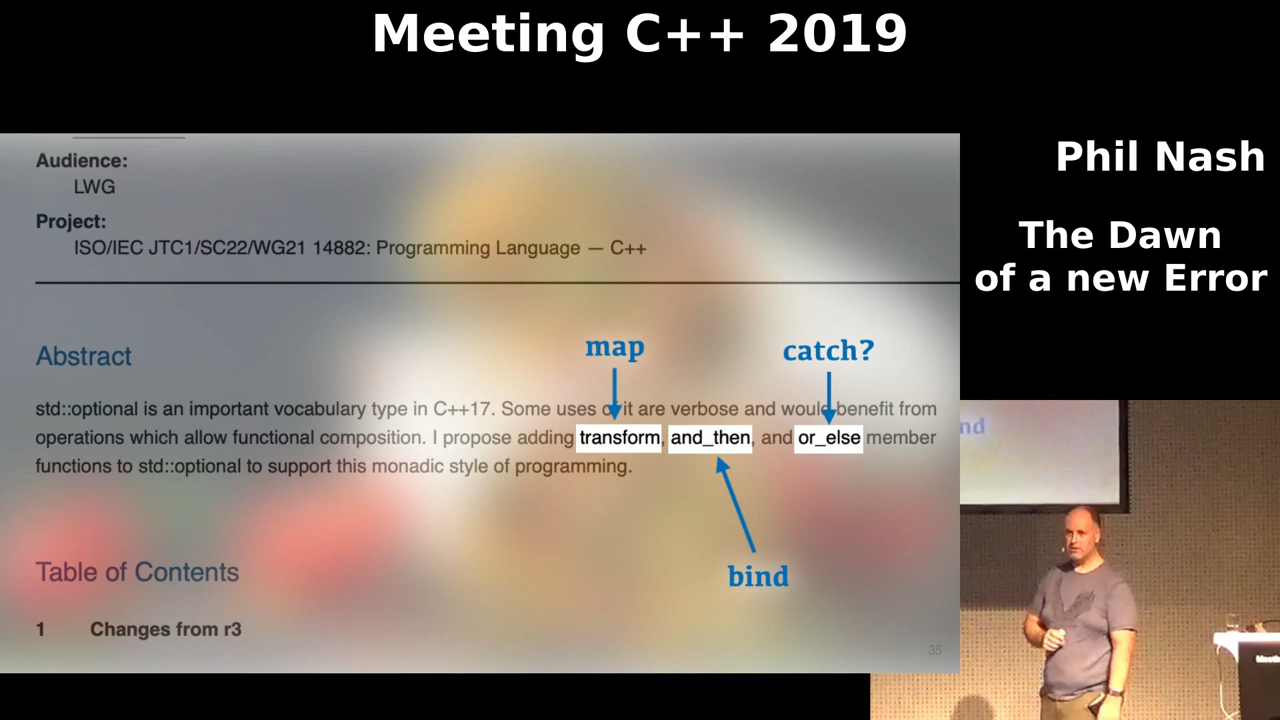 Meeting C++ 2019
Phil Nash
The Dawn
of a new Error
Audience:
LWG
Project:
ISO/IEC JTC1/SC22/WG21 14882: Programming Language — C++
Abstract
map
catch?
std::optional is an important vocabulary type in C++17. Some uses of it are verbose and would benefit from
operations which allow functional composition. I propose adding transform, and_then, and or_else member
functions to std::optional to support this monadic style of programming.
bind
Table of Contents
1 Changes from r3
35
nd